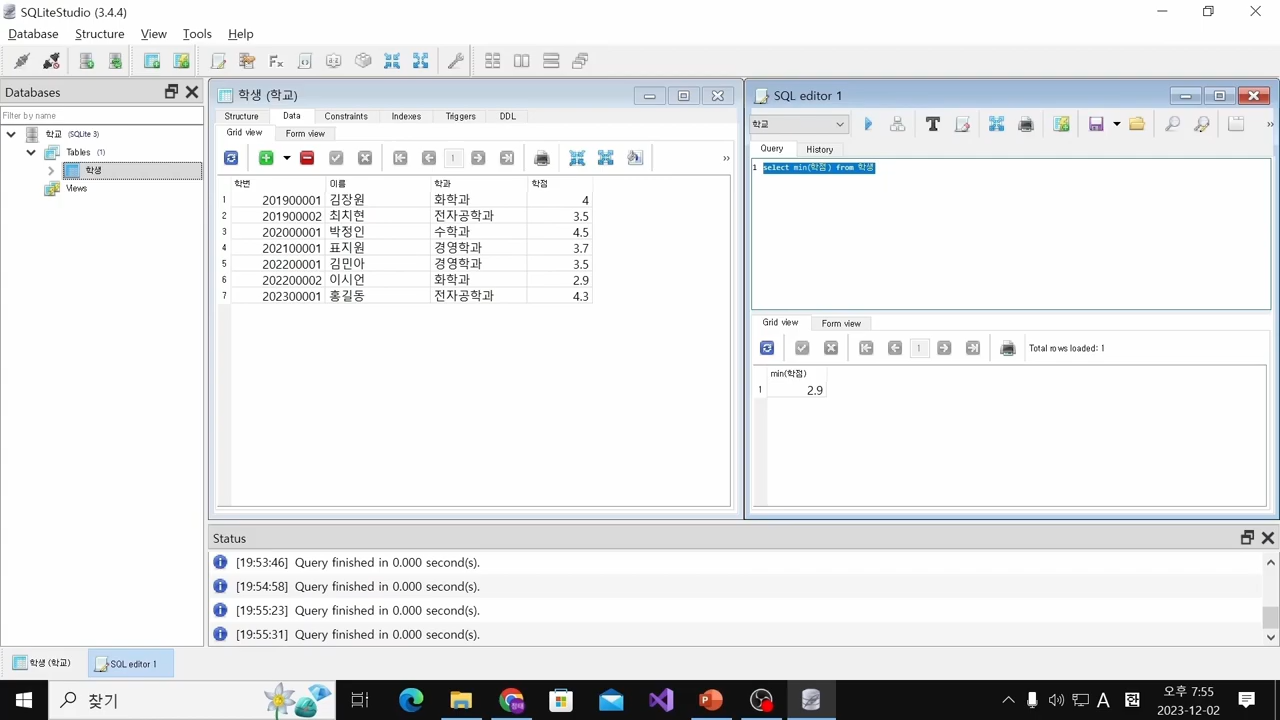 SQLiteStudio (3.4.4)
Database Structure View Tools Help
Databases
Filter by name
학교 (SQLite 3)
Tables (1)
학생
Views
학생 (학교)
Structure Data Constraints Indexes Triggers DDL
Grid view Form view
1
학번 이름 학과 학점
1 201900001 김장원 화학과 4
2 201900002 최치현 전자공학과 3.5
3 202000001 박정인 수학과 4.5
4 202100001 표지원 경영학과 3.7
5 202200001 김민아 경영학과 3.5
6 202200002 이시언 화학과 2.9
7 202300001 홍길동 전자공학과 4.3
SQL editor 1
학교
Query History
1 select min(학점) from 학생
Grid view Form view
1 Total rows loaded: 1
min(학점)
1 2.9
Status
[19:53:46] Query finished in 0.000 second(s).
[19:54:58] Query finished in 0.000 second(s).
[19:55:23] Query finished in 0.000 second(s).
[19:55:31] Query finished in 0.000 second(s).
학생 (학교) SQL editor 1
찾기
A 한
오후 7:55
2023-12-02